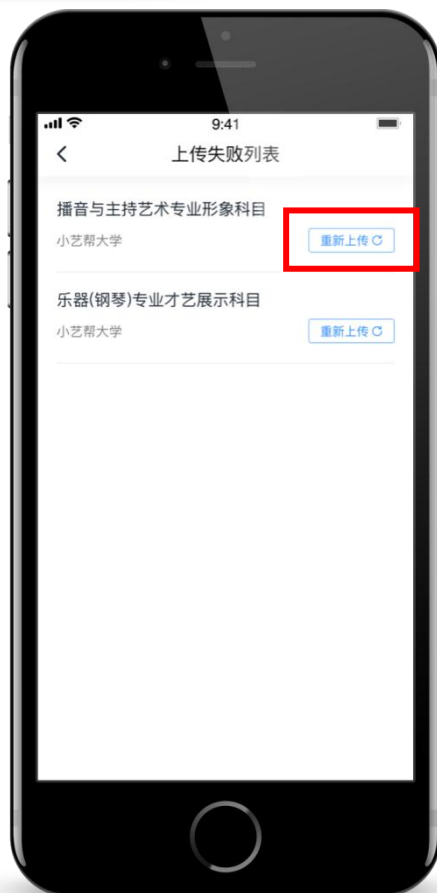 9:41
上传失败列表
播音与主持艺术专业形象科目
小艺帮大学
重新上传
乐器(钢琴)专业才艺展示科目
小艺帮大学
重新上传